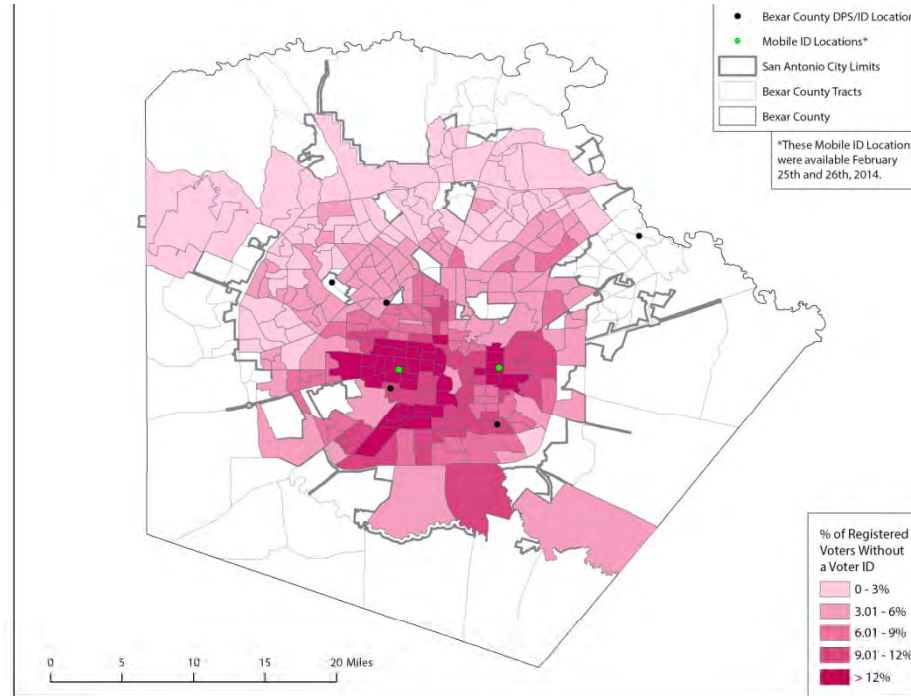 Bexar County DPS/ID Location
Mobile ID Locations*
San Antonio City Limits
Bexar County Tracts
Bexar County
*These Mobile ID Location
were available February
25th and 26th, 2014.
% of Registered
Voters Without
a Voter ID
0 - 3%
3.01 - 6%
6.01 - 9%
9.01 - 12%
> 12%
0 5 10 15 20 Miles